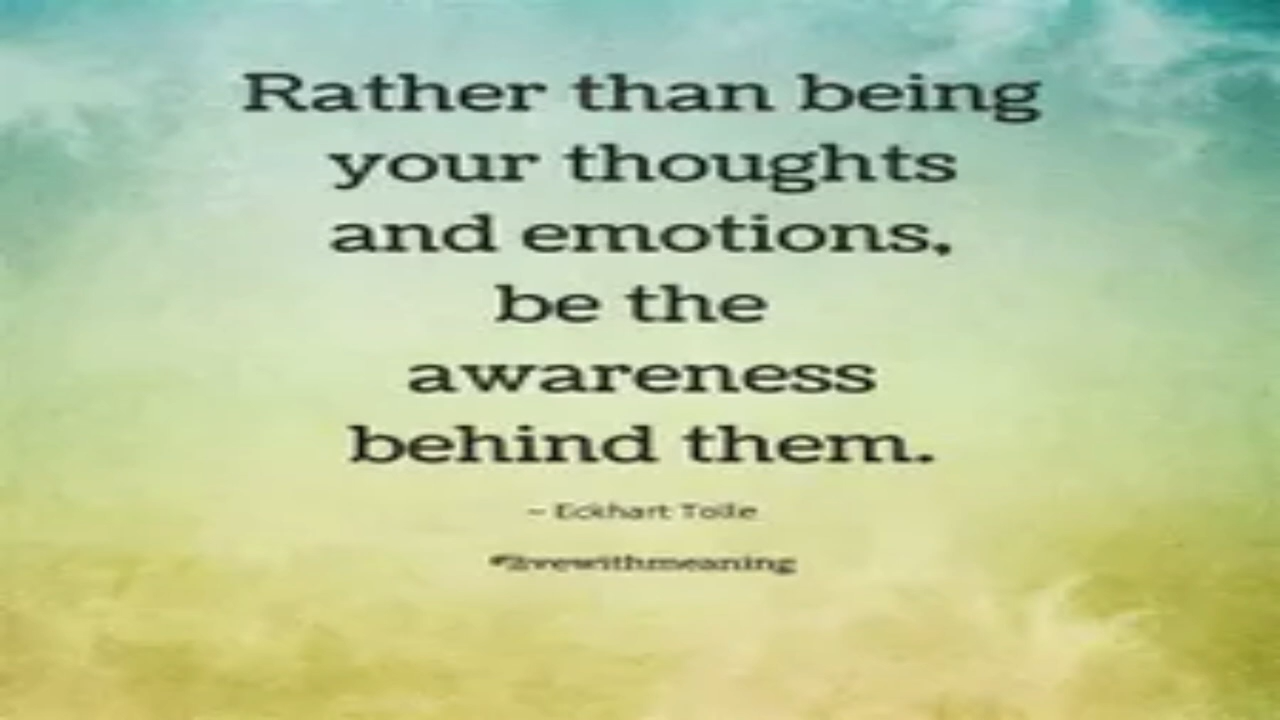 Rather than being
your thoughts
and emotions,
be the
awareness
behind them.
- Eckhart Tolle
#livewithmeaning